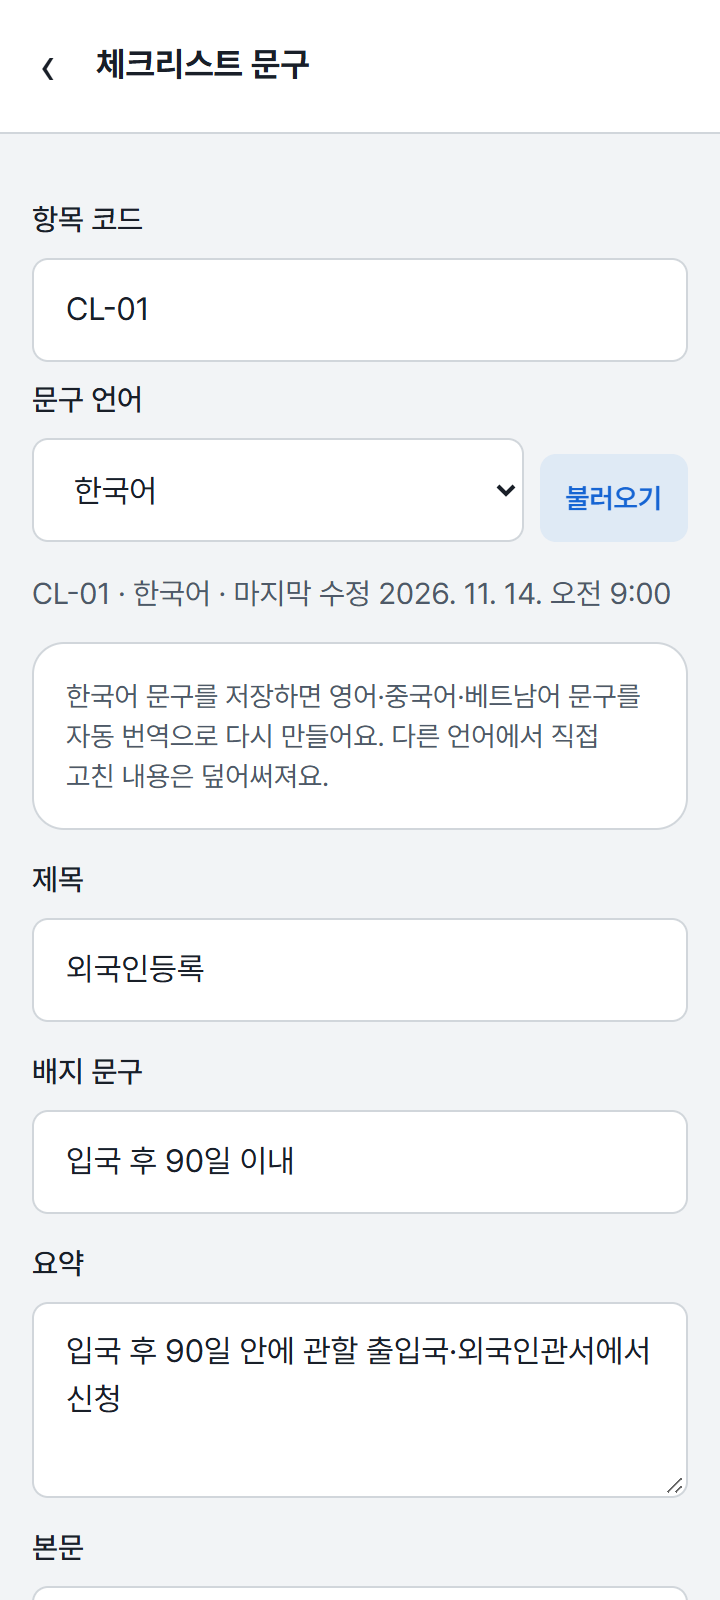 체크리스트 문구
항목 코드
CL-01
문구 언어
한국어
불러오기
CL-01 · 한국어 · 마지막 수정 2026. 11. 14. 오전 9:00
한국어 문구를 저장하면 영어·중국어·베트남어 문구를
자동 번역으로 다시 만들어요. 다른 언어에서 직접
고친 내용은 덮어써져요.
제목
외국인등록
배지 문구
입국 후 90일 이내
요약
입국 후 90일 안에 관할 출입국·외국인관서에서
신청
본문